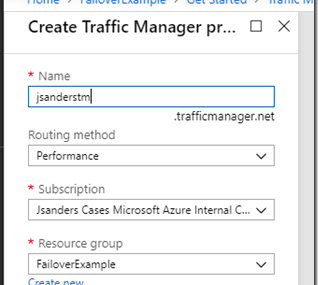 Home > FailoverExample > Get Started > Traffic M
Create Traffic Manager pr...
* Name
jsanderstm
.trafficmanager.net
Routing method
Performance
* Subscription
Jsanders Cases Microsoft Azure Internal C...
* Resource group
FailoverExample
Create new